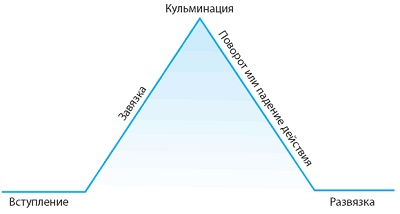 Кульминация
Завязка
Поворот или падение действия
Вступление
Развязка